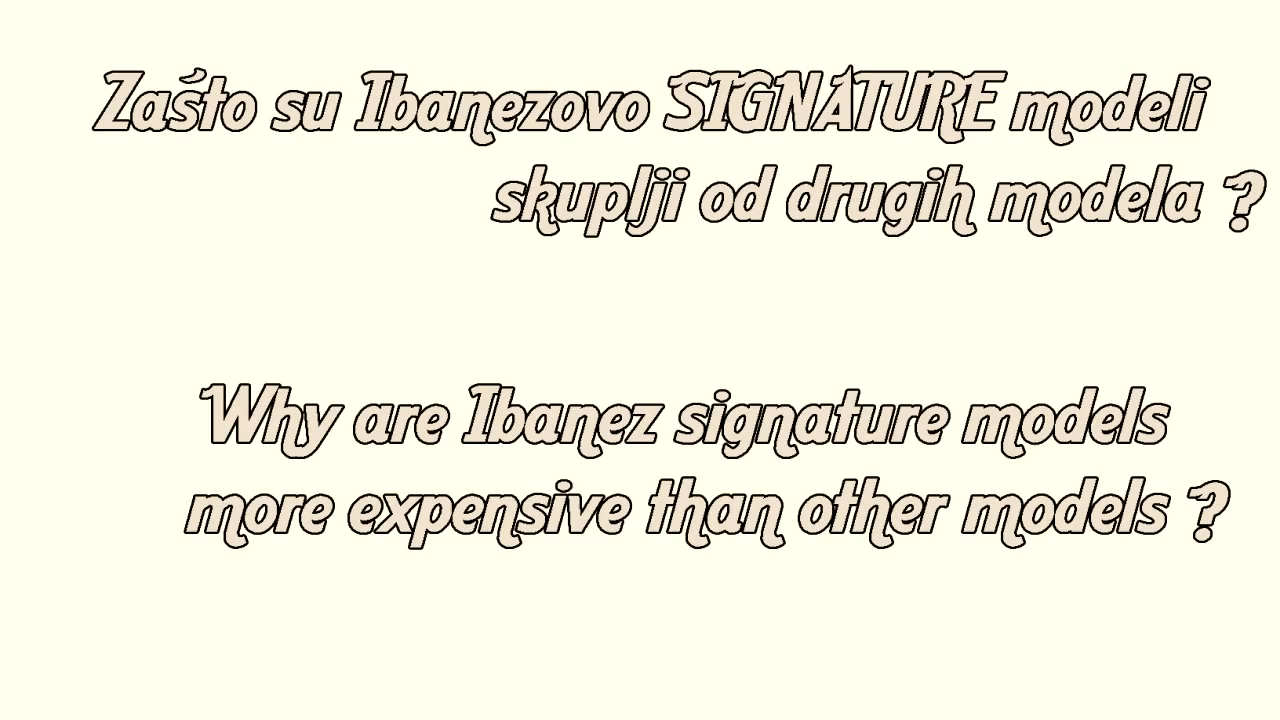 Zašto su Ibanezovo SIGNATURE modeli
skuplji od drugih modela ?
Why are Ibanez signature models
more expensive than other models ?